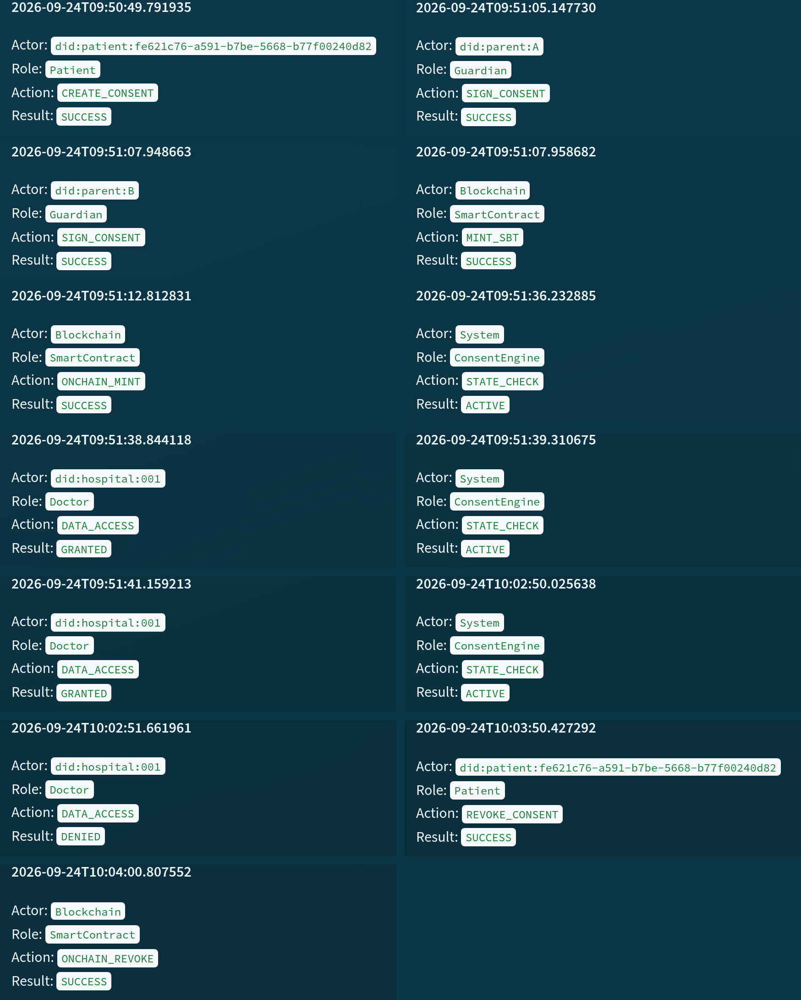 2026-09-24T09:50:49.791935
Actor: did:patient:fe621c76-a591-b7be-5668-b77f00240d82
Role: Patient
Action: CREATE_CONSENT
Result: SUCCESS
2026-09-24T09:51:05.147730
Actor: did:parent:A
Role: Guardian
Action: SIGN_CONSENT
Result: SUCCESS
2026-09-24T09:51:07.948663
Actor: did:parent:B
Role: Guardian
Action: SIGN_CONSENT
Result: SUCCESS
2026-09-24T09:51:07.958682
Actor: Blockchain
Role: SmartContract
Action: MINT_SBT
Result: SUCCESS
2026-09-24T09:51:12.812831
Actor: Blockchain
Role: SmartContract
Action: ONCHAIN_MINT
Result: SUCCESS
2026-09-24T09:51:36.232885
Actor: System
Role: ConsentEngine
Action: STATE_CHECK
Result: ACTIVE
2026-09-24T09:51:38.844118
Actor: did:hospital:001
Role: Doctor
Action: DATA_ACCESS
Result: GRANTED
2026-09-24T09:51:39.310675
Actor: System
Role: ConsentEngine
Action: STATE_CHECK
Result: ACTIVE
2026-09-24T09:51:41.159213
Actor: did:hospital:001
Role: Doctor
Action: DATA_ACCESS
Result: GRANTED
2026-09-24T10:02:50.025638
Actor: System
Role: ConsentEngine
Action: STATE_CHECK
Result: ACTIVE
2026-09-24T10:02:51.661961
Actor: did:hospital:001
Role: Doctor
Action: DATA_ACCESS
Result: DENIED
2026-09-24T10:03:50.427292
Actor: did:patient:fe621c76-a591-b7be-5668-b77f00240d82
Role: Patient
Action: REVOKE_CONSENT
Result: SUCCESS
2026-09-24T10:04:00.807552
Actor: Blockchain
Role: SmartContract
Action: ONCHAIN_REVOKE
Result: SUCCESS